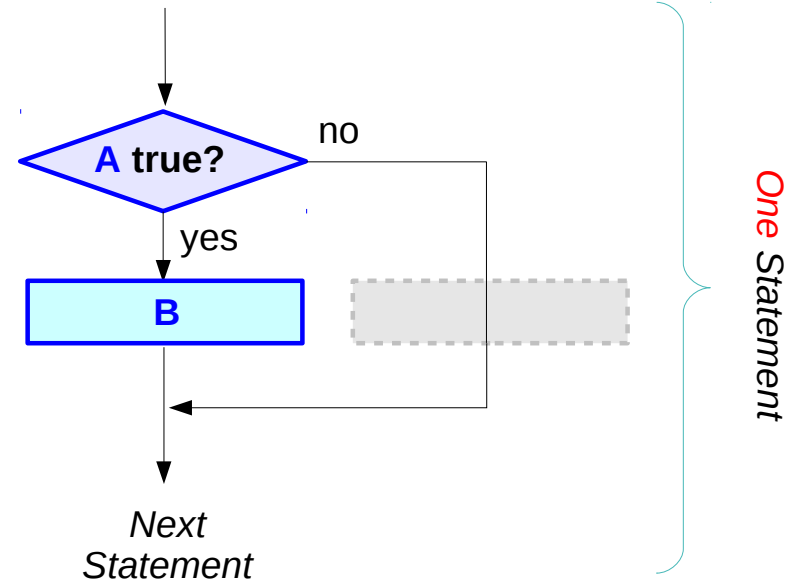 no
A true?
yes
B
Next
Statement
One Statement